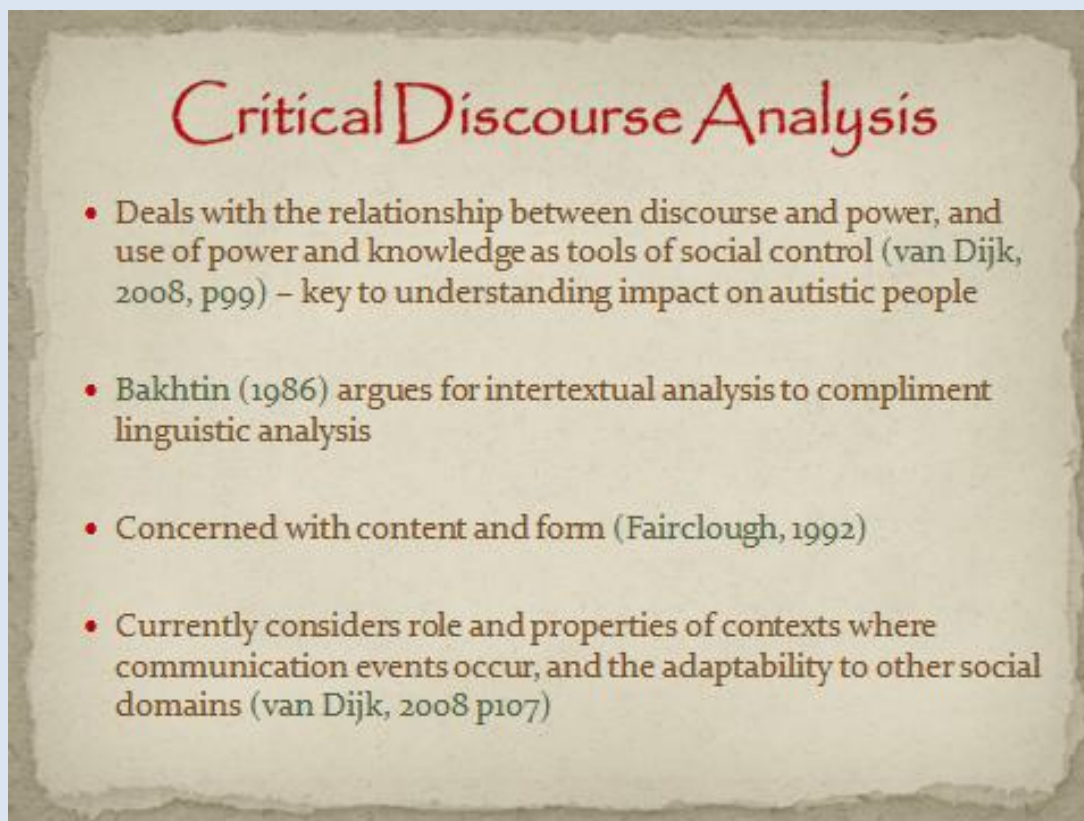 Critical Discourse Analysis
• Deals with the relationship between discourse and power, and
use of power and knowledge as tools of social control (van Dijk,
2008, p99) – key to understanding impact on autistic people
• Bakhtin (1986) argues for intertextual analysis to compliment
linguistic analysis
• Concerned with content and form (Fairclough, 1992)
• Currently considers role and properties of contexts where
communication events occur, and the adaptability to other social
domains (van Dijk, 2008 p107)